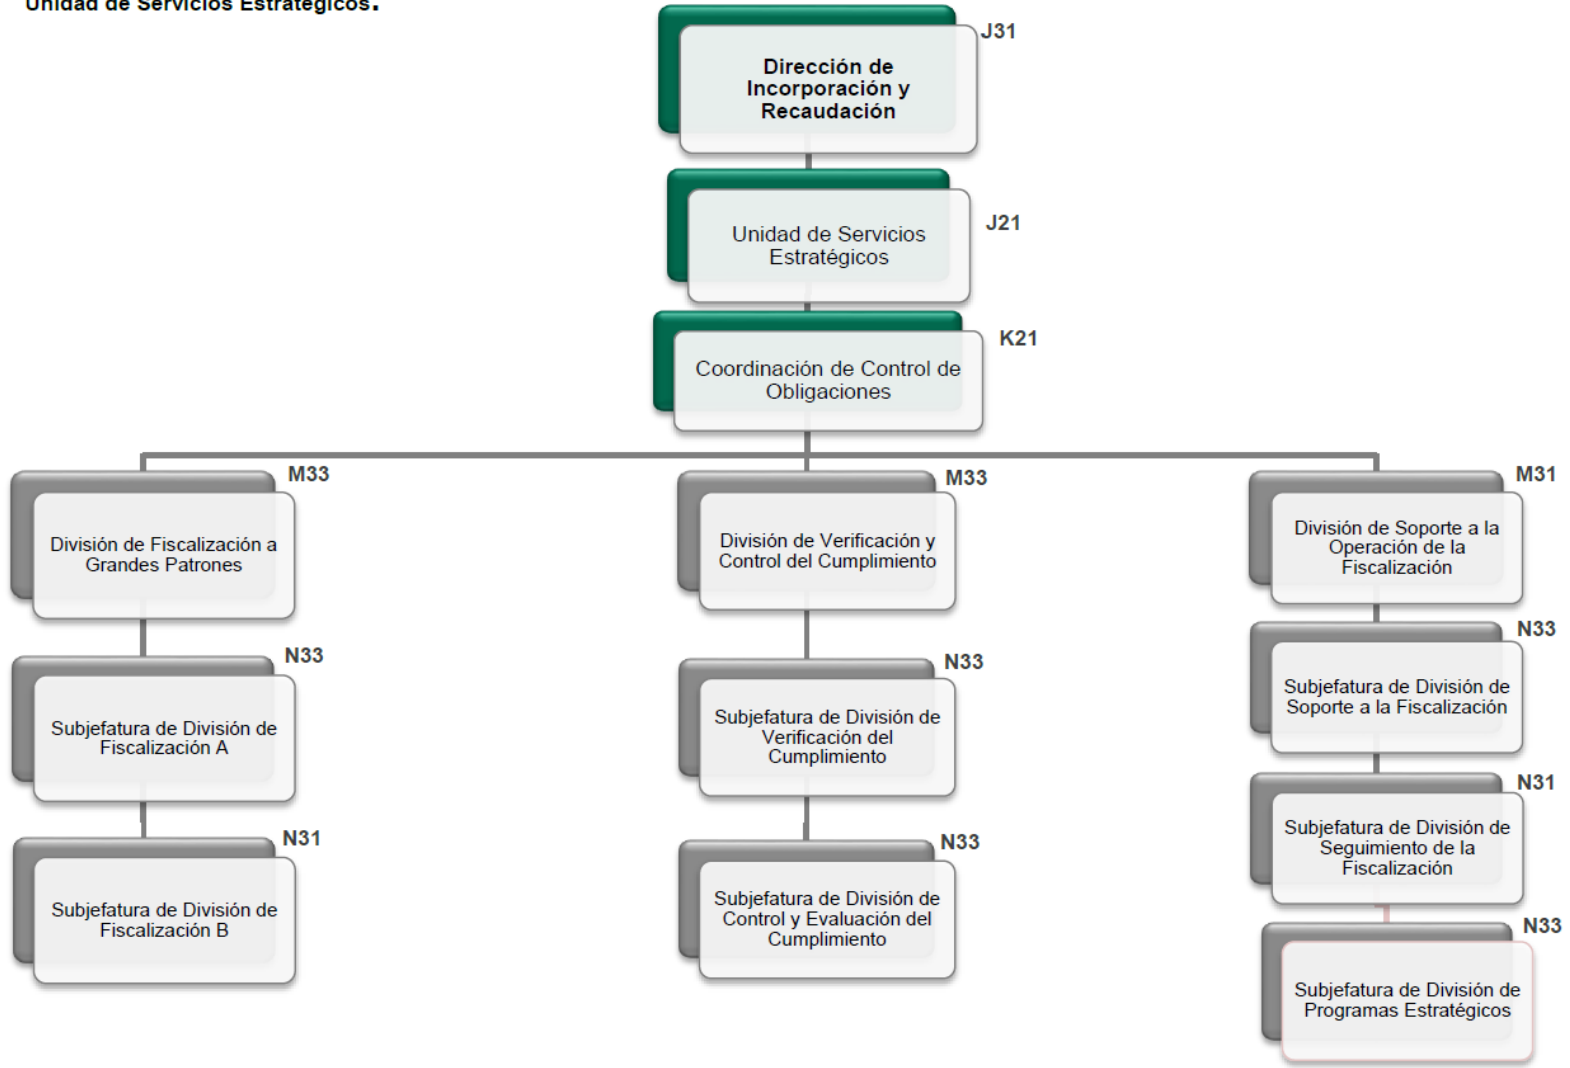 Unidad de Servicios Estratégicos.
J31
Dirección de
Incorporación y
Recaudación
J21
Unidad de Servicios
Estratégicos
K21
Coordinación de Control de
Obligaciones
M33
División de Fiscalización a
Grandes Patrones
N33
Subjefatura de División de
Fiscalización A
N31
Subjefatura de División de
Fiscalización B
M33
División de Verificación y
Control del Cumplimiento
N33
Subjefatura de División de
Verificación del
Cumplimiento
N33
Subjefatura de División de
Control y Evaluación del
Cumplimiento
M31
División de Soporte a la
Operación de la
Fiscalización
N33
Subjefatura de División de
Soporte a la Fiscalización
N31
Subjefatura de División de
Seguimiento de la
Fiscalización
N33
Subjefatura de División de
Programas Estratégicos